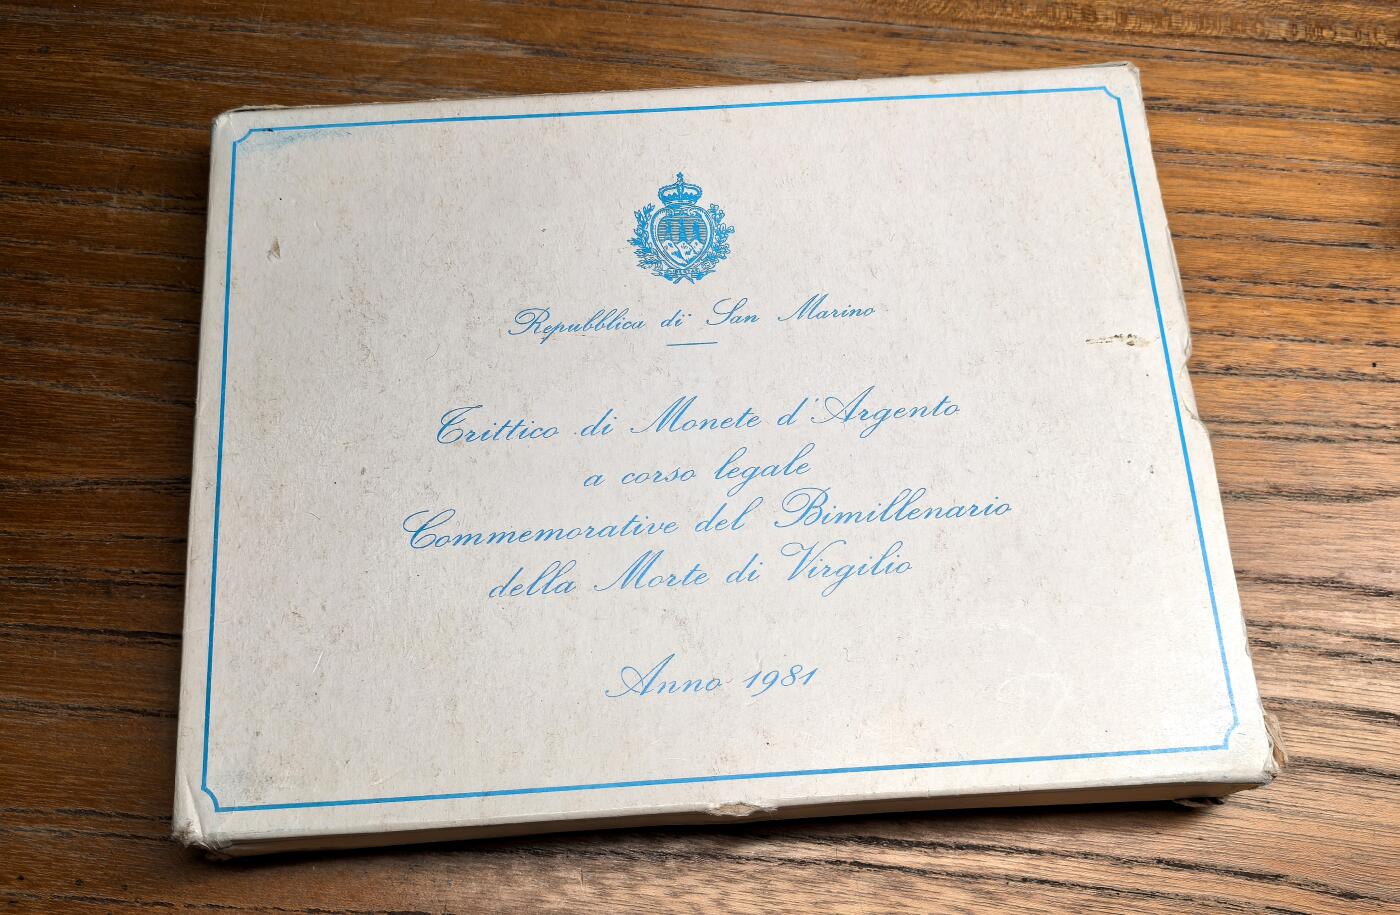 Repubblica di San Marino
Trittico di Monete d'Argento
a corso legale
Commemorative del Bimillenario
della Morte di Virgilio
Anno 1981